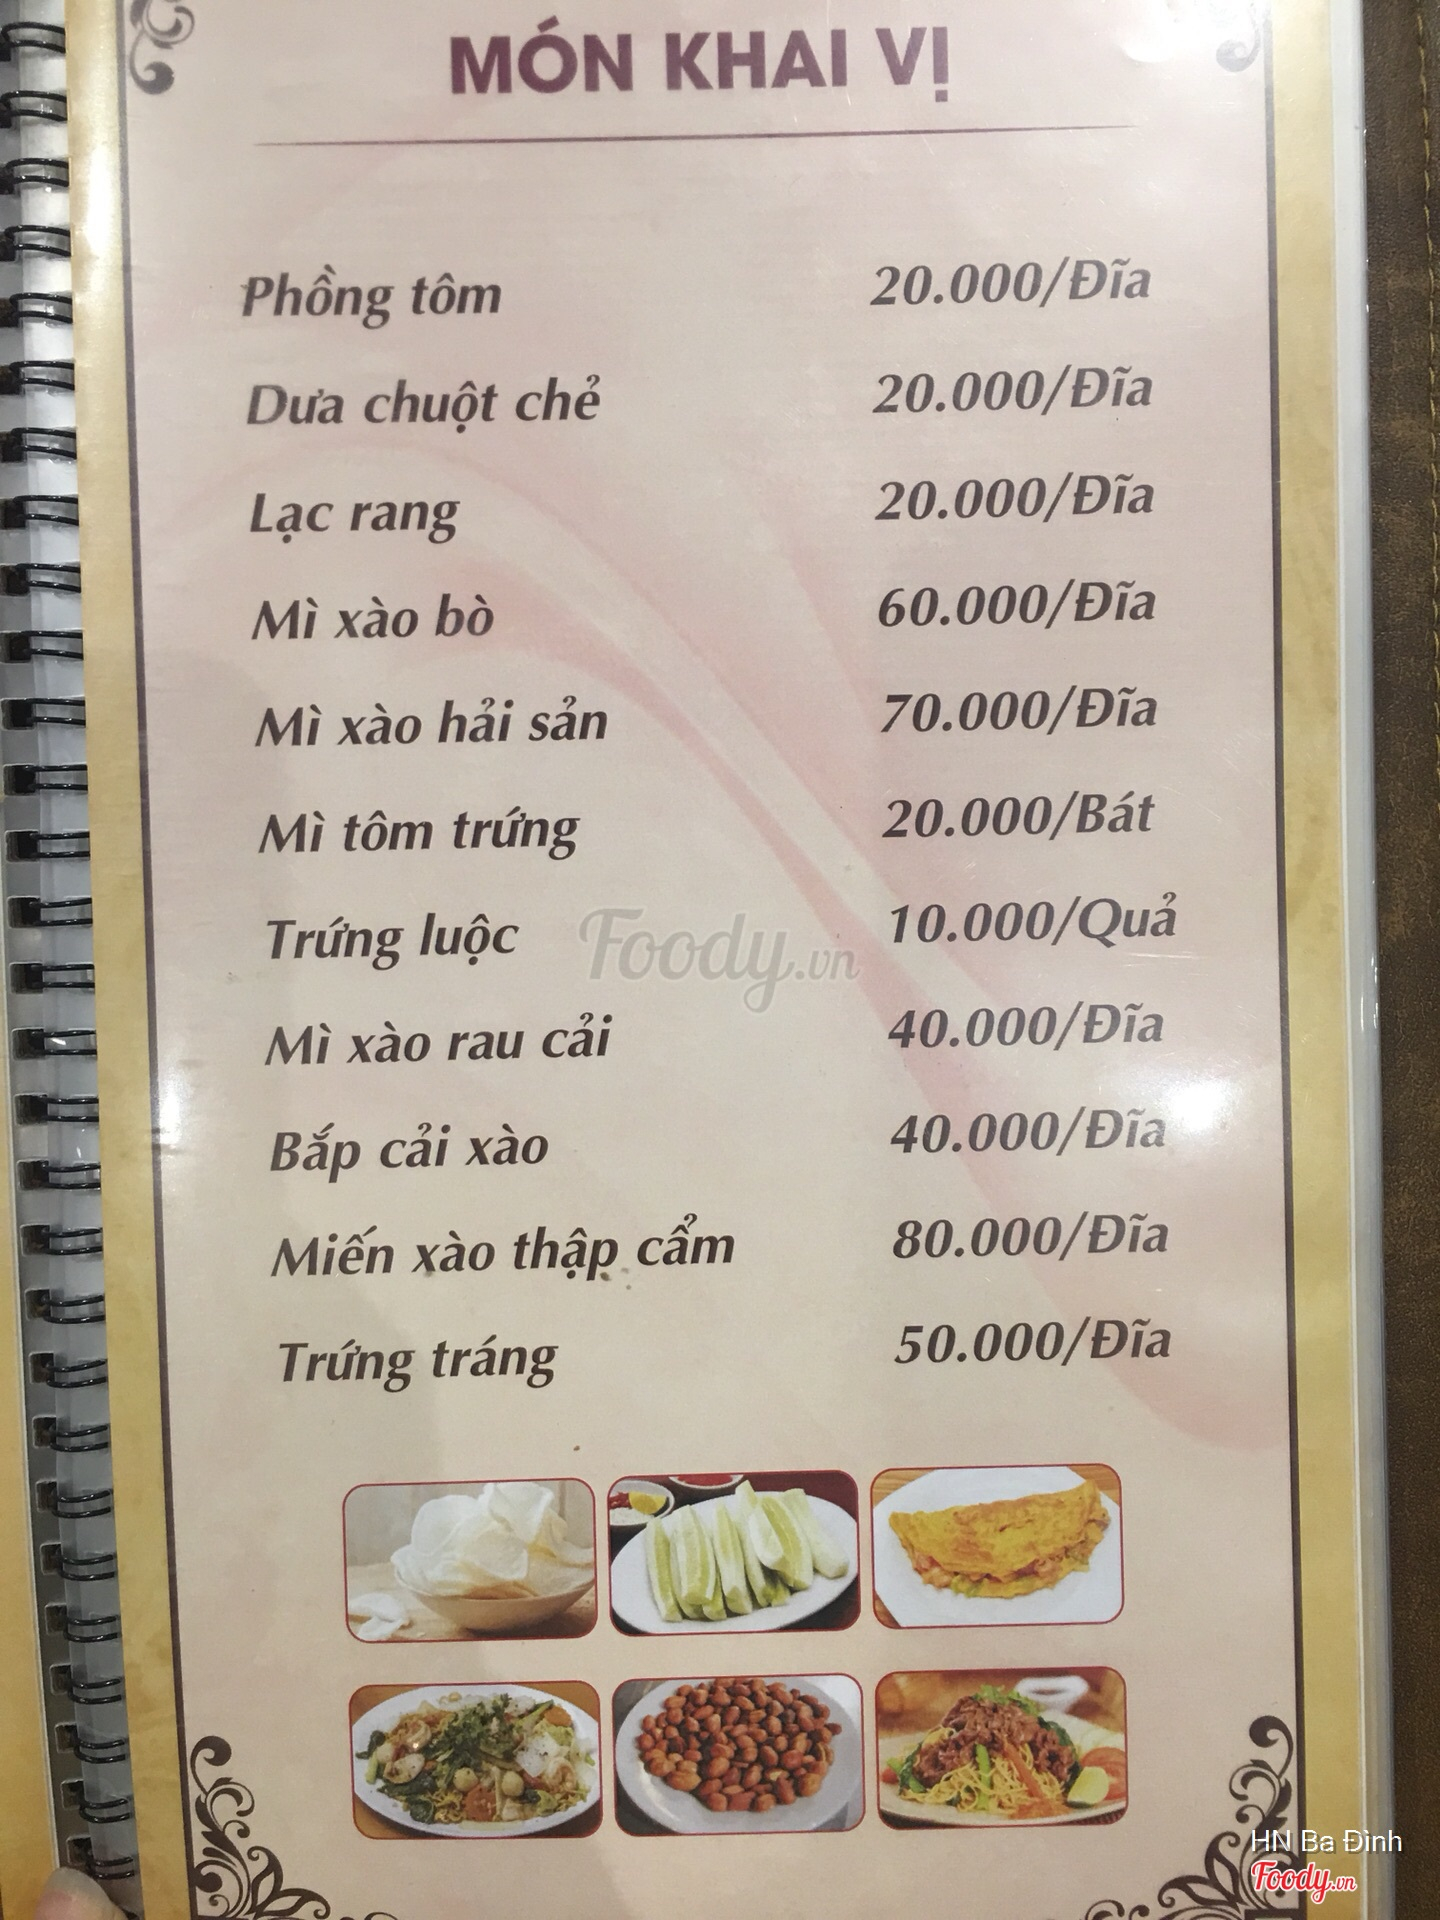 MÓN KHAI VỊ
Phồng tôm 20.000/Đĩa
Dưa chuột chẻ 20.000/Đĩa
Lạc rang 20.000/Đĩa
Mì xào bò 60.000/Đĩa
Mì xào hải sản 70.000/Đĩa
Mì tôm trứng 20.000/Bát
Trứng luộc 10.000/Quả
Foody.vn
Mì xào rau cải 40.000/Đĩa
Bắp cải xào 40.000/Đĩa
Miến xào thập cẩm 80.000/Đĩa
Trứng tráng 50.000/Đĩa
HN Ba Đình
Foody.vn